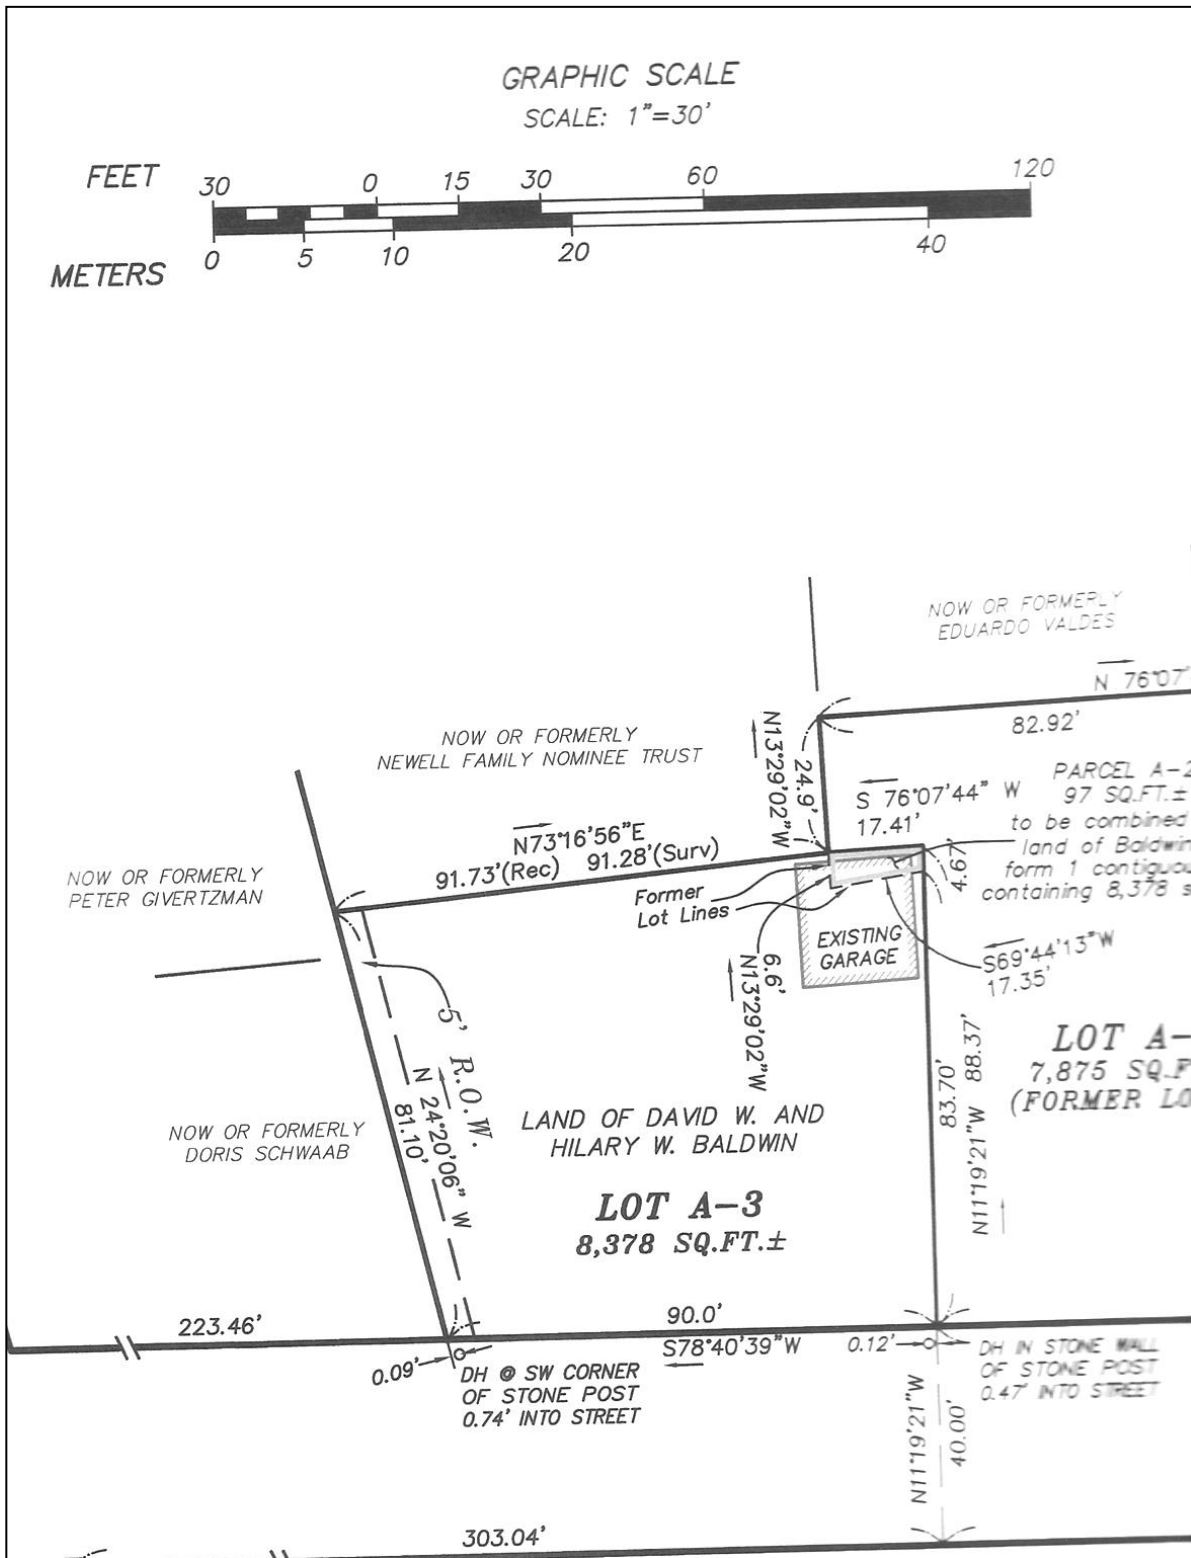 GRAPHIC SCALE
SCALE: 1"=30'
FEET
30 0 15 30 60 120
METERS
0 5 10 20 40
NOW OR FORMERLY
EDUARDO VALDES
N 76°07'
82.92'
NOW OR FORMERLY
NEWELL FAMILY NOMINEE TRUST
N13°29'02"W
24.9'
S 76°07'44" W
17.41'
PARCEL A-2
97 SQ.FT.±
to be combined
land of Baldwin
form 1 contiguou
containing 8,378 s
4.67'
N73°16'56"E
91.73'(Rec) 91.28'(Surv)
NOW OR FORMERLY
PETER GIVERTZMAN
Former
Lot Lines
EXISTING
GARAGE
6.6'
N13°29'02"W
S69°44'13"W
17.35'
5' R.O.W.
N 24°20'06" W
81.10'
LOT A-
7,875 SQ.F
(FORMER LO
83.70'
N11°19'21"W 88.37'
NOW OR FORMERLY
DORIS SCHWAAB
LAND OF DAVID W. AND
HILARY W. BALDWIN
LOT A-3
8,378 SQ.FT.±
223.46'
90.0'
S78°40'39"W
0.09'
DH @ SW CORNER
OF STONE POST
0.74' INTO STREET
0.12'
DH IN STONE WALL
OF STONE POST
0.47' INTO STREET
N11°19'21"W
40.00'
303.04'